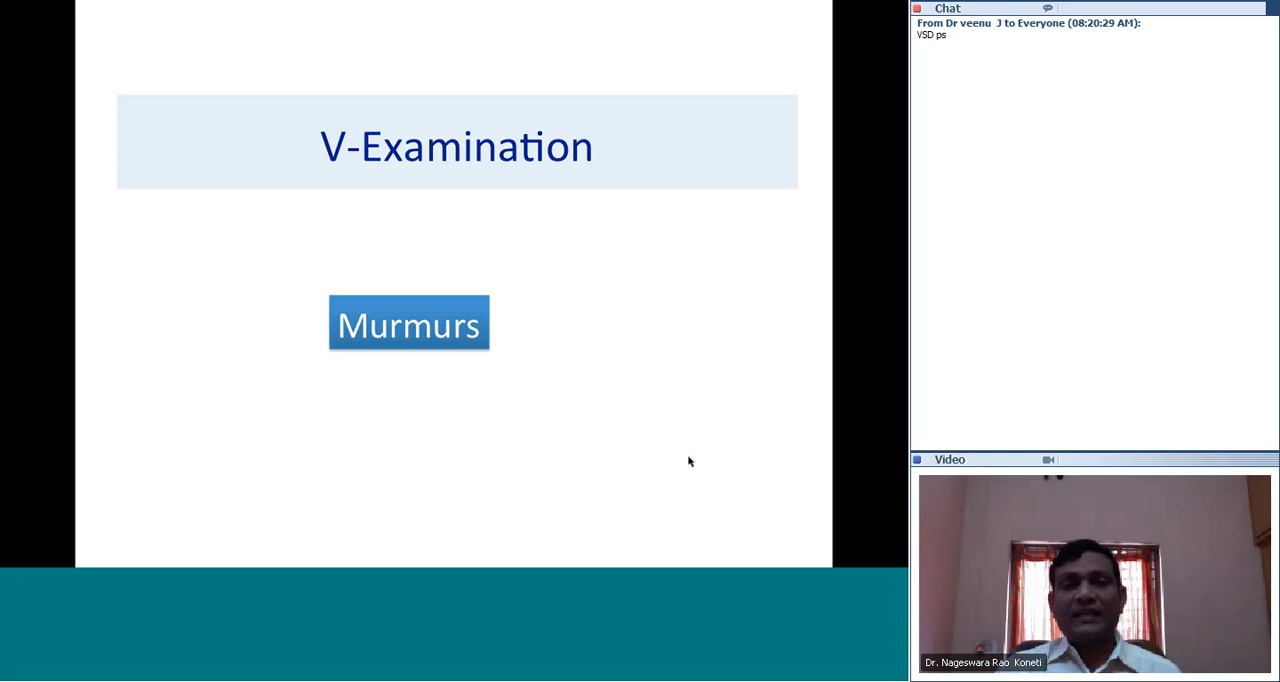 V-Examination
Murmurs
Chat
From Dr veenu J to Everyone (08:20:29 AM):
VSD ps
Video
Dr. Nageswara Rao Koneti